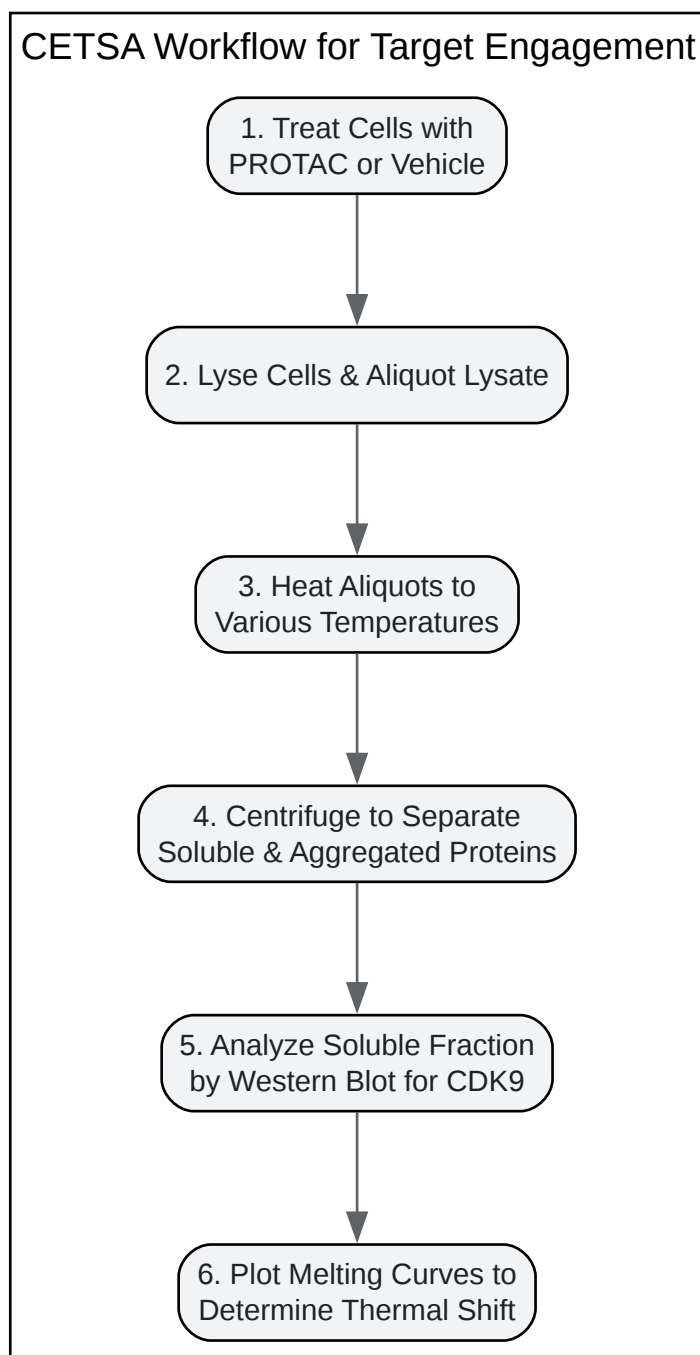 CETSA Workflow for Target Engagement
1. Treat Cells with
PROTAC or Vehicle
2. Lyse Cells & Aliquot Lysate
3. Heat Aliquots to
Various Temperatures
4. Centrifuge to Separate
Soluble & Aggregated Proteins
5. Analyze Soluble Fraction
by Western Blot for CDK9
6. Plot Melting Curves to
Determine Thermal Shift